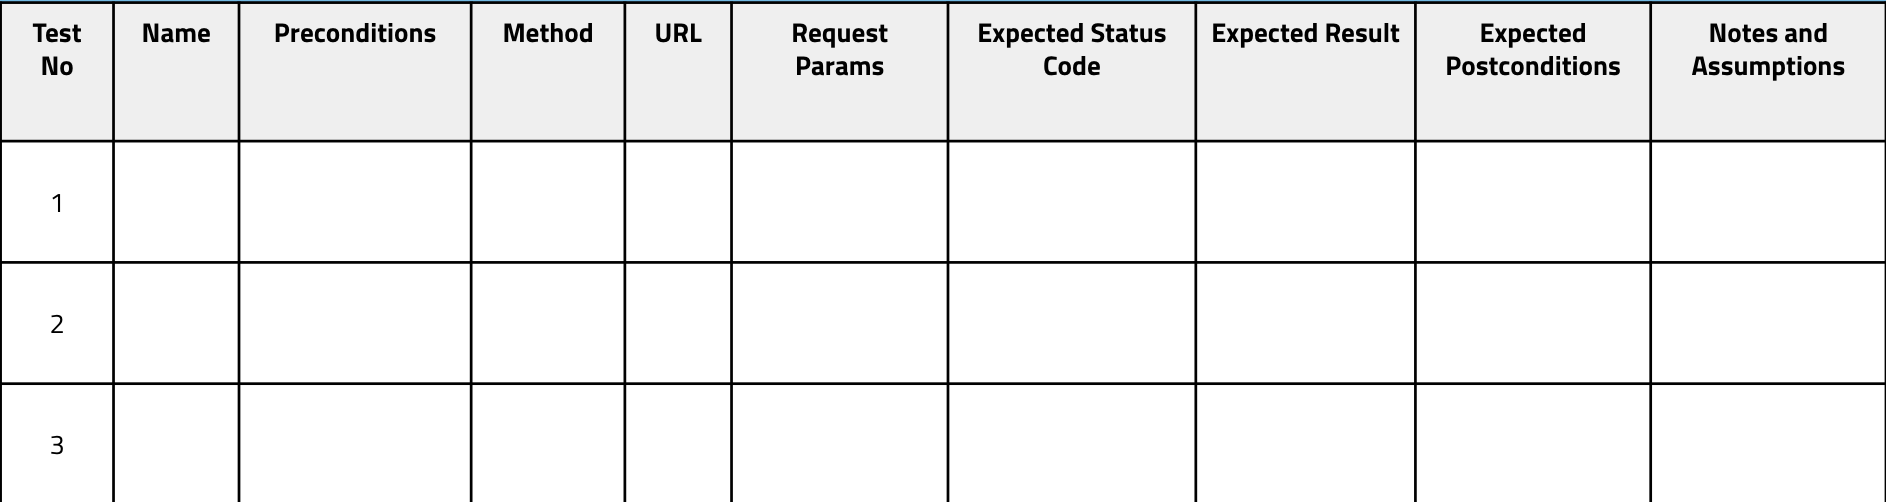 Test No
Name
Preconditions
Method
URL
Request Params
Expected Status Code
Expected Result
Expected Postconditions
Notes and Assumptions
1
2
3